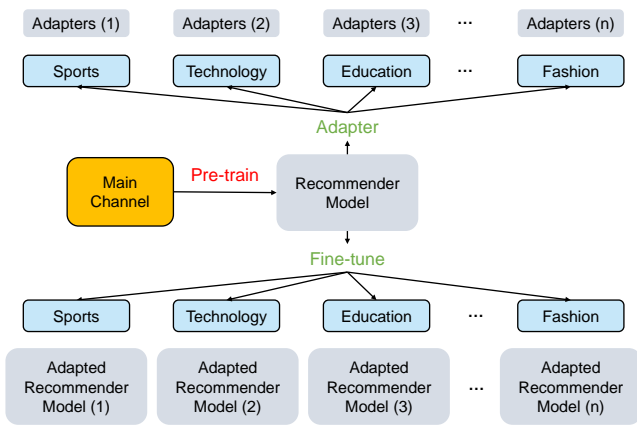 Adapters (1)
Adapters (2)
Adapters (3)
...
Adapters (n)
Sports
Technology
Education
...
Fashion
Adapter
Main
Channel
Pre-train
Recommender
Model
Fine-tune
Sports
Technology
Education
...
Fashion
Adapted
Recommender
Model (1)
Adapted
Recommender
Model (2)
Adapted
Recommender
Model (3)
...
Adapted
Recommender
Model (n)